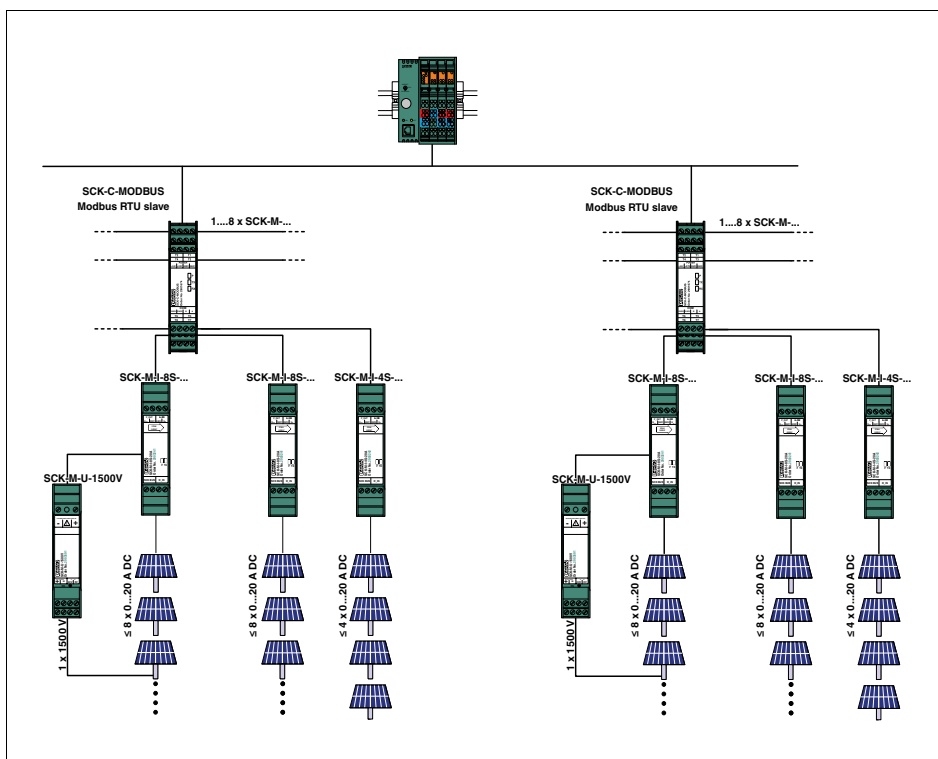 SCK-C-MODBUS
Modbus RTU slave
1....8 x SCK-M-...
SCK-C-MODBUS
Modbus RTU slave
1....8 x SCK-M-...
SCK-M-I-8S-...
SCK-M-I-8S-...
SCK-M-I-4S-...
SCK-M-I-8S-...
SCK-M-I-8S-...
SCK-M-I-4S-...
SCK-M-U-1500V
SCK-M-U-1500V
1 x 1500 V
≤ 8 x 0...20 A DC
≤ 8 x 0...20 A DC
≤ 4 x 0...20 A DC
1 x 1500 V
≤ 8 x 0...20 A DC
≤ 8 x 0...20 A DC
≤ 4 x 0...20 A DC